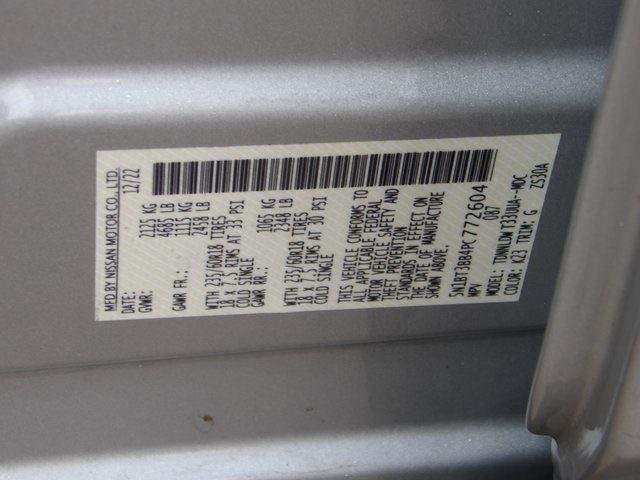 MFD BY NISSAN MOTOR CO., LTD.
DATE: 12/22
GVWR: 2125 KG
4685 LB
GAWR FR.: 1115 KG
2458 LB
WITH 235/60R18 TIRES
18 X 7.5 RIMS AT 33 PSI
COLD SINGLE
GAWR RR.: 1065 KG
2348 LB
WITH 235/60R18 TIRES
18 X 7.5 RIMS AT 30 PSI
COLD SINGLE
THIS VEHICLE CONFORMS TO
ALL APPLICABLE FEDERAL
MOTOR VEHICLE SAFETY AND
THEFT PREVENTION
STANDARDS IN EFFECT ON
DATE OF MANUFACTURE
SHOWN ABOVE.
5N1BT3BB4PC772604
MPV 087
MODEL:
COLOR: K23 TRIM: G ZS30A